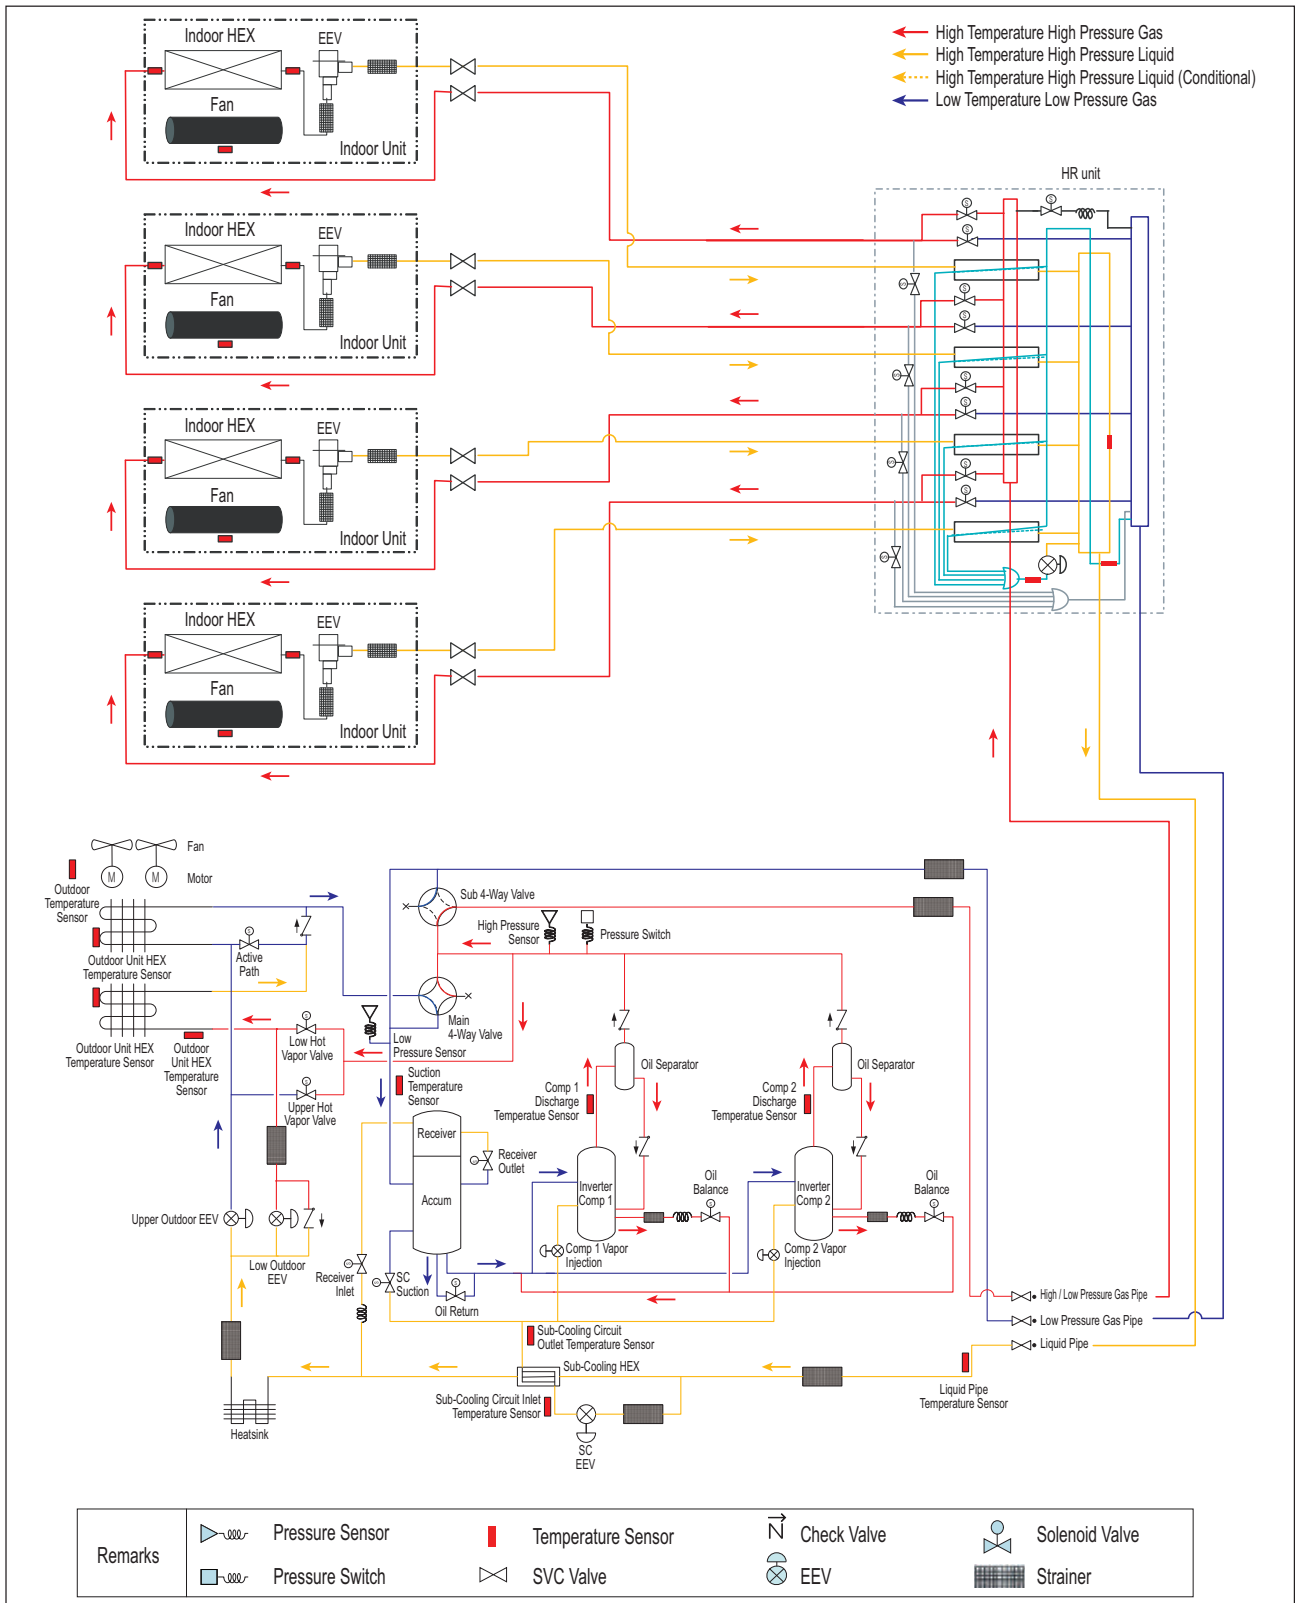 High Temperature High Pressure Gas
High Temperature High Pressure Liquid
High Temperature High Pressure Liquid (Conditional)
Low Temperature Low Pressure Gas
Indoor HEX
EEV
Fan
Indoor Unit
HR unit
S
S
S
S
S
S
S
S
S
S
S
S
S
Indoor HEX
EEV
Fan
Indoor Unit
Indoor HEX
EEV
Fan
Indoor Unit
Indoor HEX
EEV
Fan
Indoor Unit
Fan
M
M
Motor
Outdoor
Temperature
Sensor
Sub 4-Way Valve
High Pressure
Sensor
Pressure Switch
S
Active
Path
Outdoor Unit HEX
Temperature Sensor
Main
4-Way Valve
S
Low Hot
Vapor Valve
Low
Pressure Sensor
Outdoor Unit HEX
Temperature Sensor
Outdoor
Unit HEX
Temperature
Sensor
Suction
Temperature
Sensor
S
Upper Hot
Vapor Valve
Oil Separator
Oil Separator
Comp 1
Discharge
Temperatue Sensor
Comp 2
Discharge
Temperatue Sensor
Receiver
S
Receiver
Outlet
Accum
Inverter
Comp 1
Oil
Balance
S
Inverter
Comp 2
Oil
Balance
S
Upper Outdoor EEV
Low Outdoor
EEV
S
Receiver
Inlet
S
SC
Suction
S
Oil Return
Comp 1 Vapor
Injection
Comp 2 Vapor
Injection
High / Low Pressure Gas Pipe
Low Pressure Gas Pipe
Liquid Pipe
Sub-Cooling Circuit
Outlet Temperature Sensor
Sub-Cooling HEX
Sub-Cooling Circuit Inlet
Temperature Sensor
Liquid Pipe
Temperature Sensor
Heatsink
SC
EEV
Remarks
Pressure Sensor
Temperature Sensor
Check Valve
Solenoid Valve
Pressure Switch
SVC Valve
EEV
Strainer